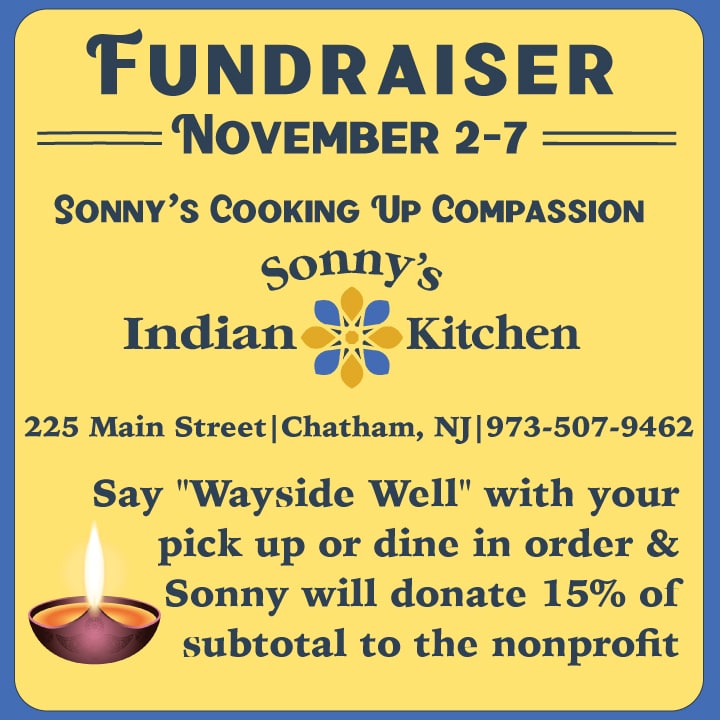 Fundraiser
November 2-7
Sonny's Cooking Up Compassion
Sonny's
Indian Kitchen
225 Main Street|Chatham, NJ|973-507-9462
Say "Wayside Well" with your
pick up or dine in order &
Sonny will donate 15% of
subtotal to the nonprofit